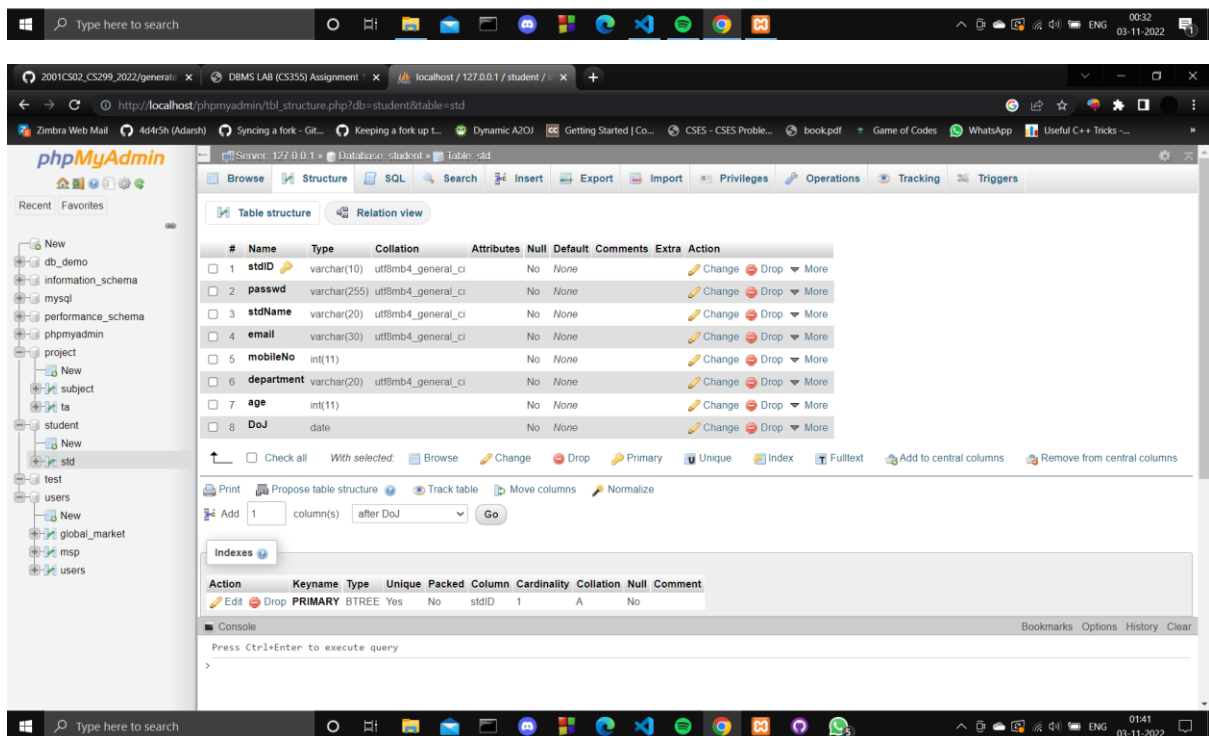 Type here to search
ENG
00:32
03-11-2022
1
2001CS02_CS299_2022/generate
DBMS LAB (CS355) Assignment
localhost / 127.0.0.1 / student / s
http://localhost/phpmyadmin/tbl_structure.php?db=student&table=std
Zimbra Web Mail 4d4r5h (Adarsh) Syncing a fork - Git... Keeping a fork up t... Dynamic A2OJ Getting Started | Co... CSES - CSES Proble... book.pdf Game of Codes WhatsApp Useful C++ Tricks -... »
phpMyAdmin
Server: 127.0.0.1 » Database: student » Table: std
Browse Structure SQL Search Insert Export Import Privileges Operations Tracking Triggers
Recent Favorites
New
db_demo
information_schema
mysql
performance_schema
phpmyadmin
project
New
subject
ta
student
New
std
test
users
New
global_market
msp
users
Table structure Relation view
# Name Type Collation Attributes Null Default Comments Extra Action
1 stdID varchar(10) utf8mb4_general_ci No None Change Drop More
2 passwd varchar(255) utf8mb4_general_ci No None Change Drop More
3 stdName varchar(20) utf8mb4_general_ci No None Change Drop More
4 email varchar(30) utf8mb4_general_ci No None Change Drop More
5 mobileNo int(11) No None Change Drop More
6 department varchar(20) utf8mb4_general_ci No None Change Drop More
7 age int(11) No None Change Drop More
8 DoJ date No None Change Drop More
Check all With selected: Browse Change Drop Primary Unique Index Fulltext Add to central columns Remove from central columns
Print Propose table structure Track table Move columns Normalize
Add 1 column(s) after DoJ Go
Indexes
Action Keyname Type Unique Packed Column Cardinality Collation Null Comment
Edit Drop PRIMARY BTREE Yes No stdID 1 A No
Console Bookmarks Options History Clear
Press Ctrl+Enter to execute query
>
Type here to search
5
ENG
01:41
03-11-2022